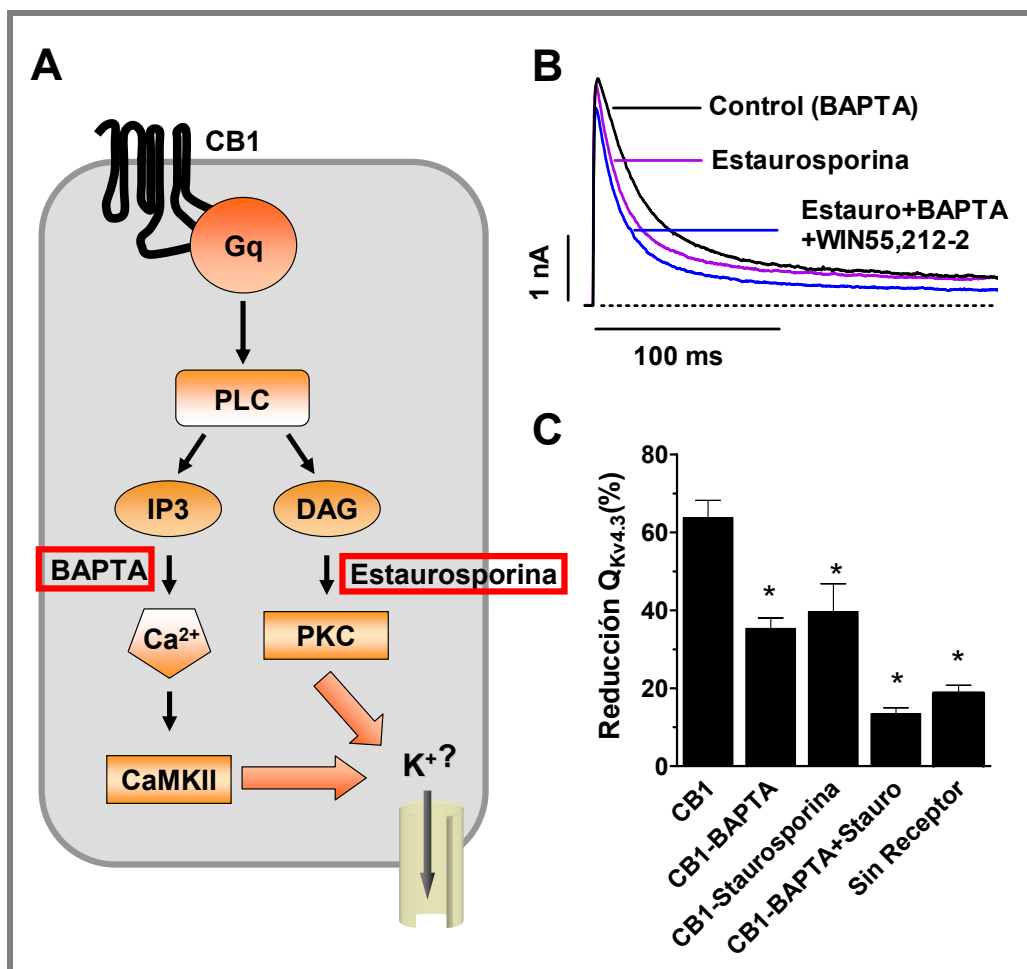 A
CB1
Gq
PLC
IP3
DAG
BAPTA
Estaurosporina
Ca²⁺
PKC
CaMKII
K⁺?
B
Control (BAPTA)
Estaurosporina
Estauro+BAPTA
+WIN55,212-2
1 nA
100 ms
C
Reducción Q_Kv4.3(%)
80
60
40
20
0
*
*
*
*
CB1
CB1-BAPTA
CB1-Staurosporina
CB1-BAPTA+Stauro
Sin Receptor